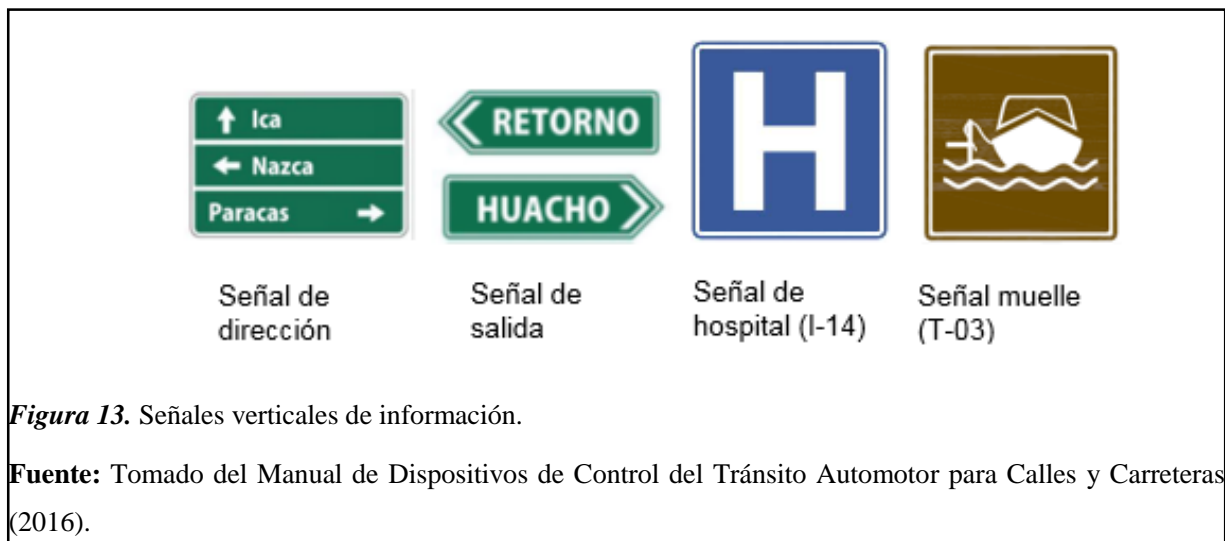 Ica
Nazca
Paracas
RETORNO
HUACHO
H
Señal de
dirección
Señal de
salida
Señal de
hospital (I-14)
Señal muelle
(T-03)
Figura 13. Señales verticales de información.
Fuente: Tomado del Manual de Dispositivos de Control del Tránsito Automotor para Calles y Carreteras
(2016).